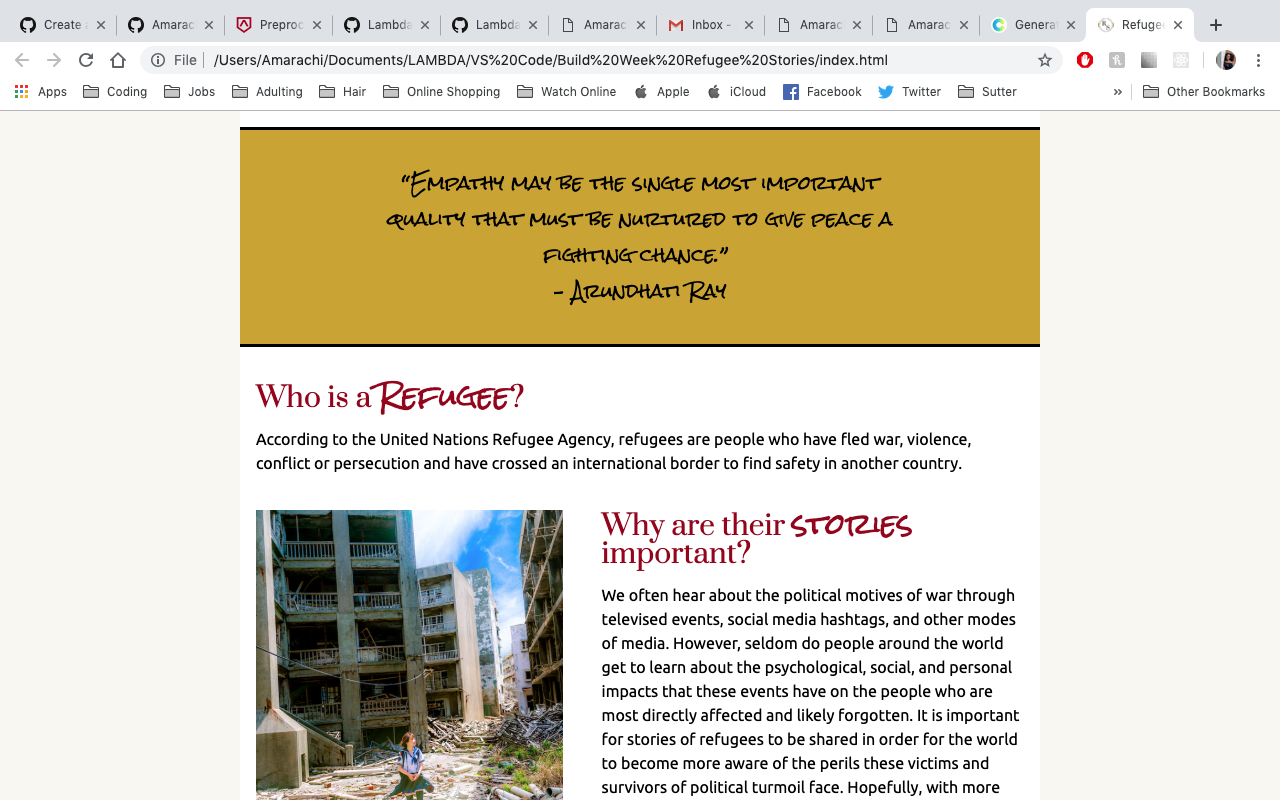 Create a
Amarac
Preproc
Lambda
Lambda
Amarac
Inbox -
Amarac
Amarac
Genera
Refuge
File /Users/Amarachi/Documents/LAMBDA/VS%20Code/Build%20Week%20Refugee%20Stories/index.html
Apps Coding Jobs Adulting Hair Online Shopping Watch Online Apple iCloud Facebook Twitter Sutter » Other Bookmarks
“Empathy may be the single most important
quality that must be nurtured to give peace a
fighting chance.”
- Arundhati Ray
Who is a Refugee?
According to the United Nations Refugee Agency, refugees are people who have fled war, violence,
conflict or persecution and have crossed an international border to find safety in another country.
Why are their stories
important?
We often hear about the political motives of war through
televised events, social media hashtags, and other modes
of media. However, seldom do people around the world
get to learn about the psychological, social, and personal
impacts that these events have on the people who are
most directly affected and likely forgotten. It is important
for stories of refugees to be shared in order for the world
to become more aware of the perils these victims and
survivors of political turmoil face. Hopefully, with more